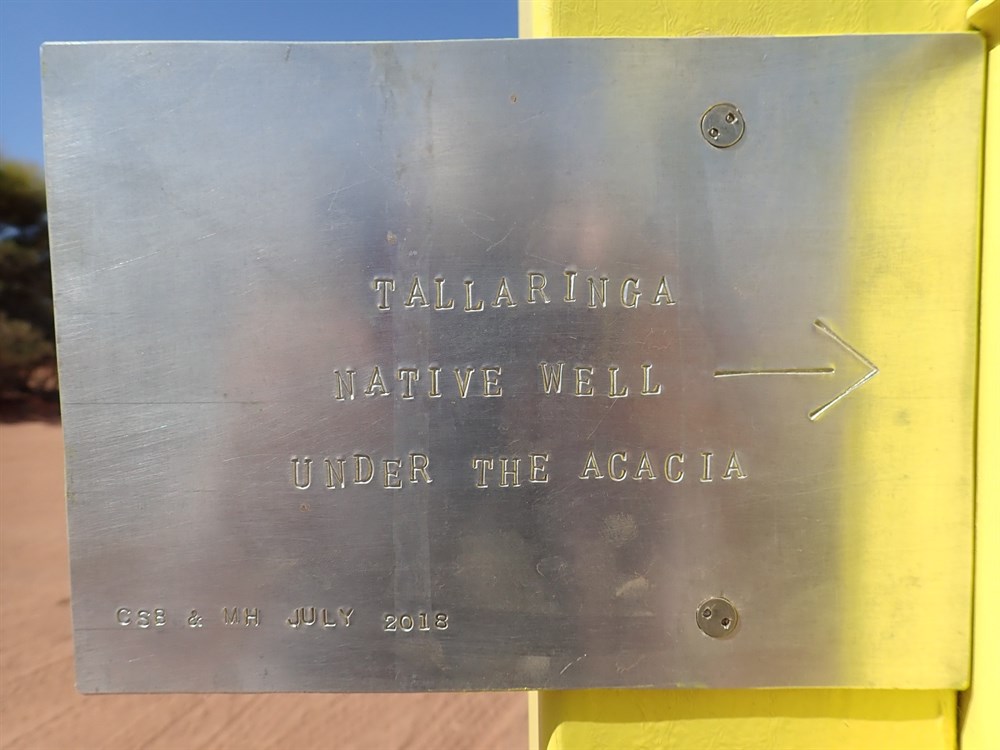 TALLARINGA
NATIVE WELL →
UNDER THE ACACIA
CSB & MH JULY 2018